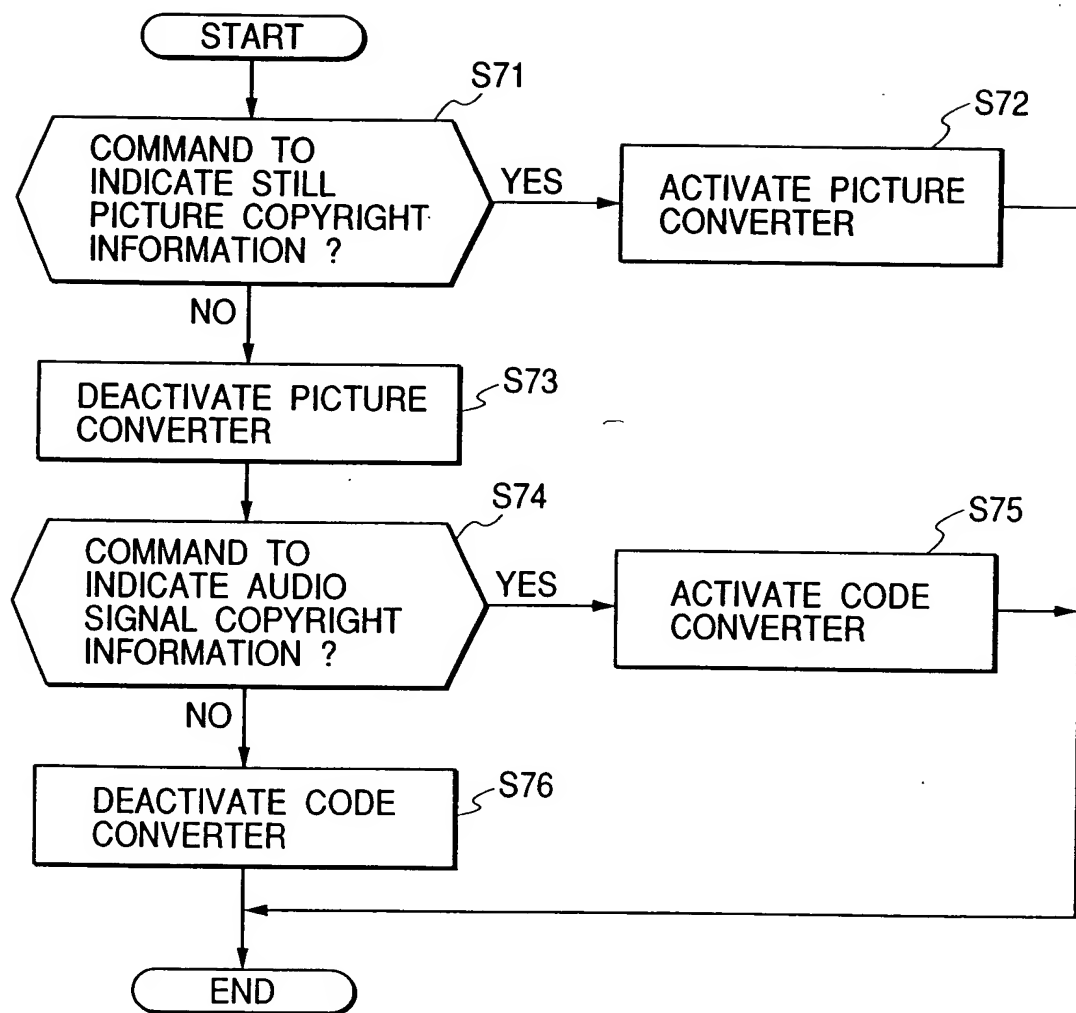 START
S71
COMMAND TO
INDICATE STILL
PICTURE COPYRIGHT
INFORMATION ?
YES
S72
ACTIVATE PICTURE
CONVERTER
NO
S73
DEACTIVATE PICTURE
CONVERTER
S74
COMMAND TO
INDICATE AUDIO
SIGNAL COPYRIGHT
INFORMATION ?
YES
S75
ACTIVATE CODE
CONVERTER
NO
S76
DEACTIVATE CODE
CONVERTER
END